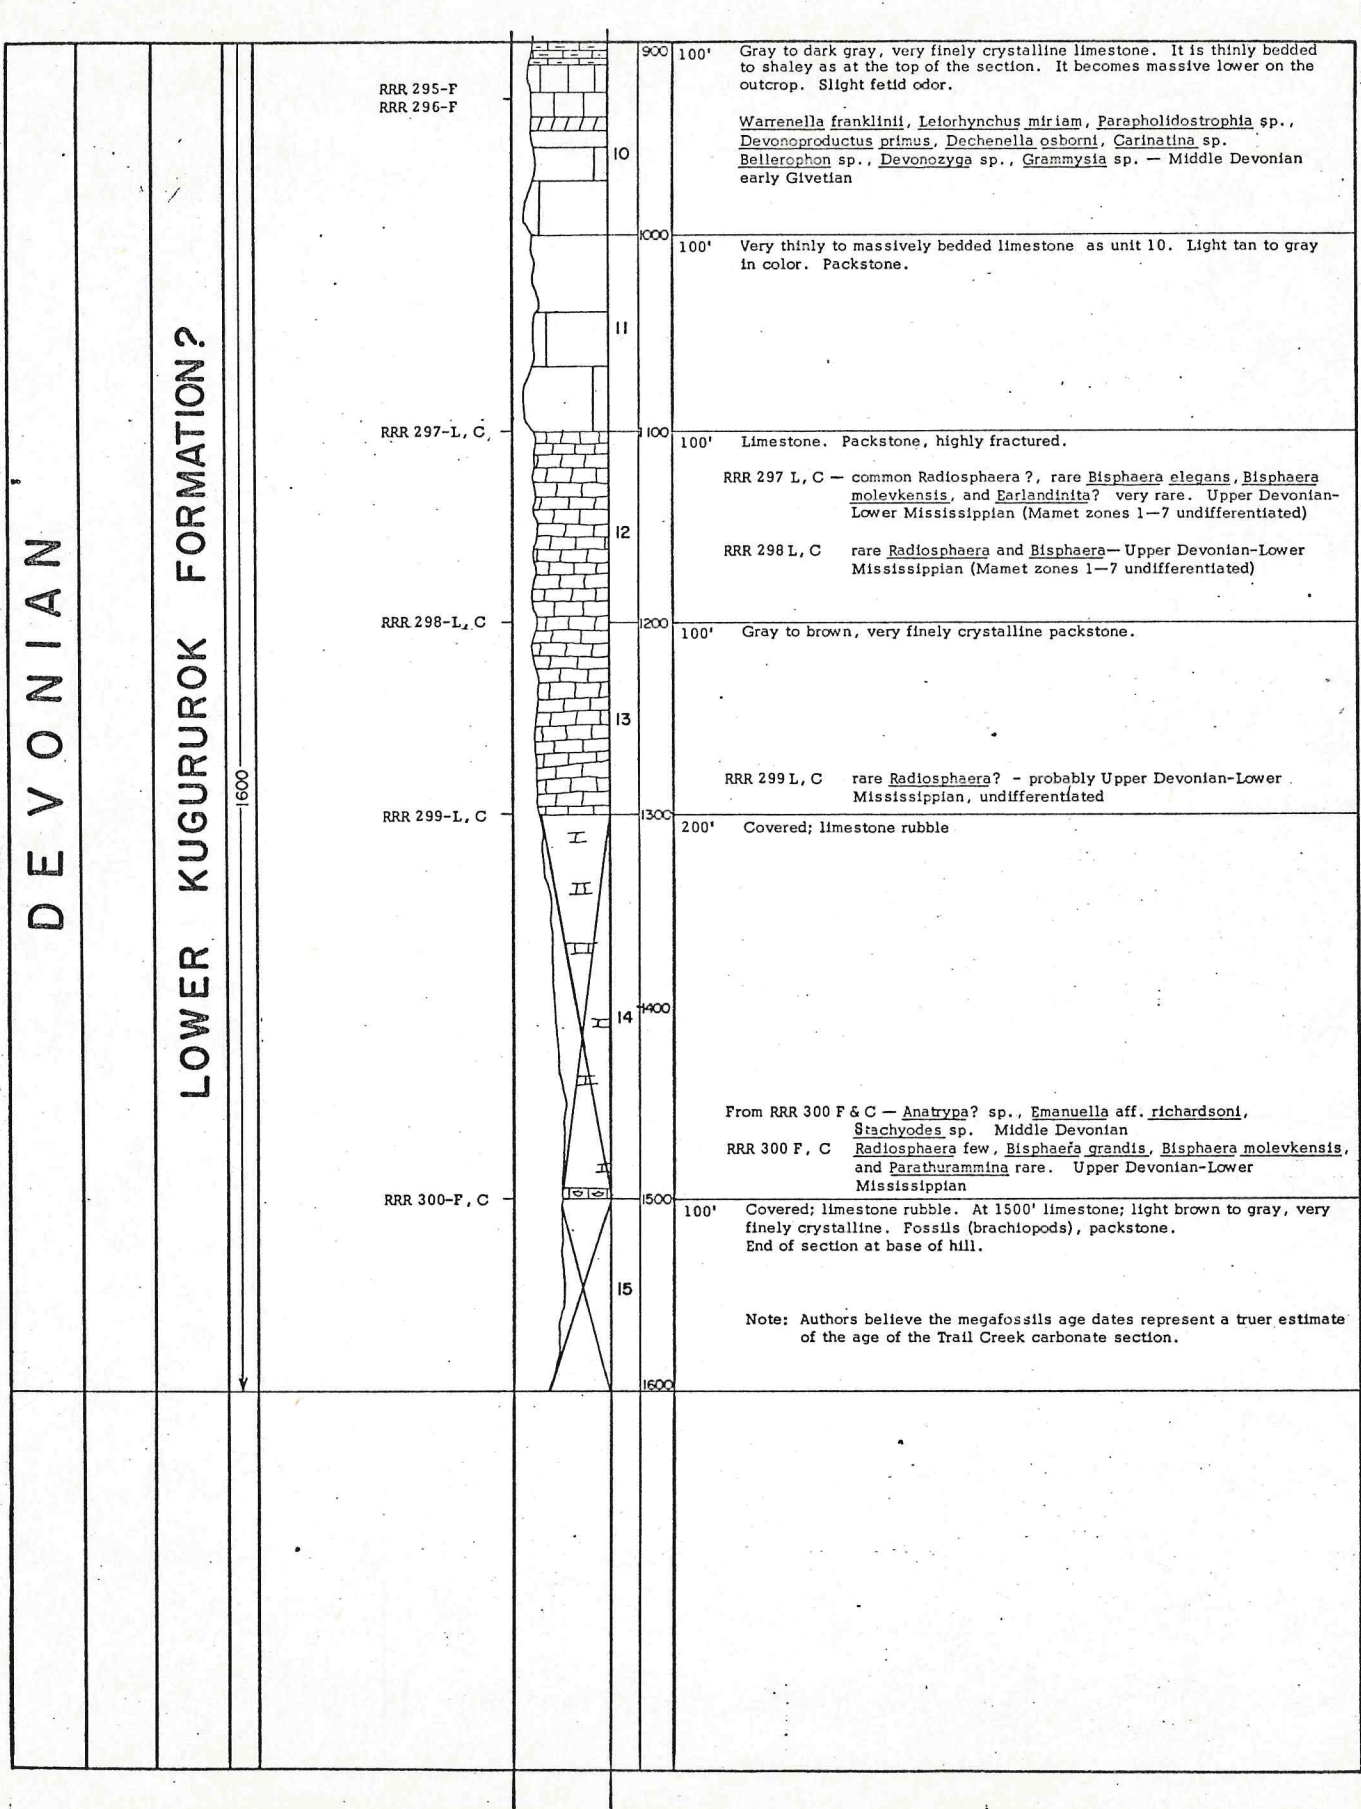 DEVONIAN
LOWER KUGURUROK FORMATION?
1600
RRR 295-F
RRR 296-F
RRR 297-L, C
RRR 298-L, C
RRR 299-L, C
RRR 300-F, C
10
11
12
13
14
15
900
1000
1100
1200
1300
1400
1500
1600
100' Gray to dark gray, very finely crystalline limestone. It is thinly bedded
to shaley as at the top of the section. It becomes massive lower on the
outcrop. Slight fetid odor.
Warrenella franklinii, Leiorhynchus miriam, Parapholidostrophia sp.,
Devonoproductus primus, Dechenella osborni, Carinatina sp.
Bellerophon sp., Devonozyga sp., Grammysia sp. — Middle Devonian
early Givetian
100' Very thinly to massively bedded limestone as unit 10. Light tan to gray
in color. Packstone.
100' Limestone. Packstone, highly fractured.
RRR 297 L, C — common Radiosphaera ?, rare Bisphaera elegans, Bisphaera
molevkensis, and Earlandinita? very rare. Upper Devonian-
Lower Mississippian (Mamet zones 1—7 undifferentiated)
RRR 298 L, C rare Radiosphaera and Bisphaera— Upper Devonian-Lower
Mississippian (Mamet zones 1—7 undifferentiated)
100' Gray to brown, very finely crystalline packstone.
RRR 299 L, C rare Radiosphaera? - probably Upper Devonian-Lower
Mississippian, undifferentiated
200' Covered; limestone rubble
From RRR 300 F & C — Anatrypa? sp., Emanuella aff. richardsoni,
Stachyodes sp. Middle Devonian
RRR 300 F, C Radiosphaera few, Bisphaera grandis, Bisphaera molevkensis,
and Parathurammina rare. Upper Devonian-Lower
Mississippian
100' Covered; limestone rubble. At 1500' limestone; light brown to gray, very
finely crystalline. Fossils (brachiopods), packstone.
End of section at base of hill.
Note: Authors believe the megafossils age dates represent a truer estimate
of the age of the Trail Creek carbonate section.